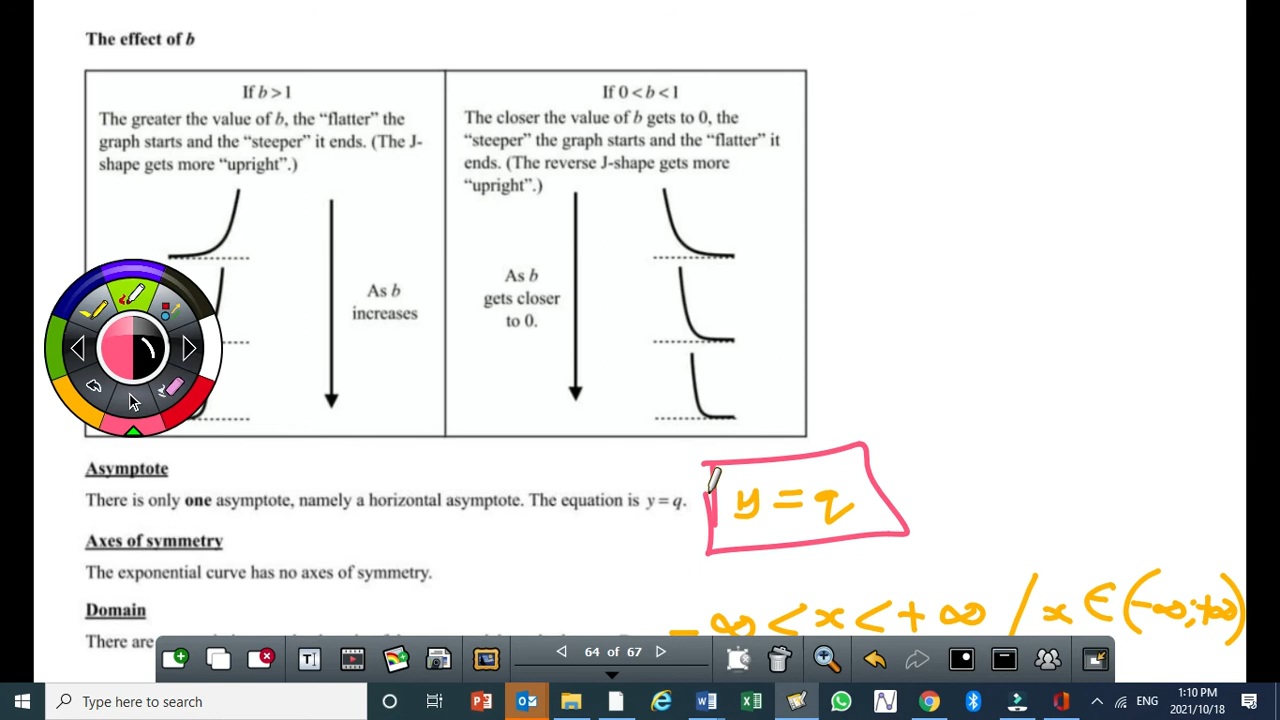 The effect of b
If b > 1
The greater the value of b, the “flatter” the
graph starts and the “steeper” it ends. (The J-
shape gets more “upright”.)
As b
increases
If 0 < b < 1
The closer the value of b gets to 0, the
“steeper” the graph starts and the “flatter” it
ends. (The reverse J-shape gets more
“upright”.)
As b
gets closer
to 0.
Asymptote
There is only one asymptote, namely a horizontal asymptote. The equation is y = q.
y = q
Axes of symmetry
The exponential curve has no axes of symmetry.
Domain
There are
-∞ < x < +∞ / x ∈ (-∞;+∞)
64 of 67
Type here to search
ENG
1:10 PM
2021/10/18